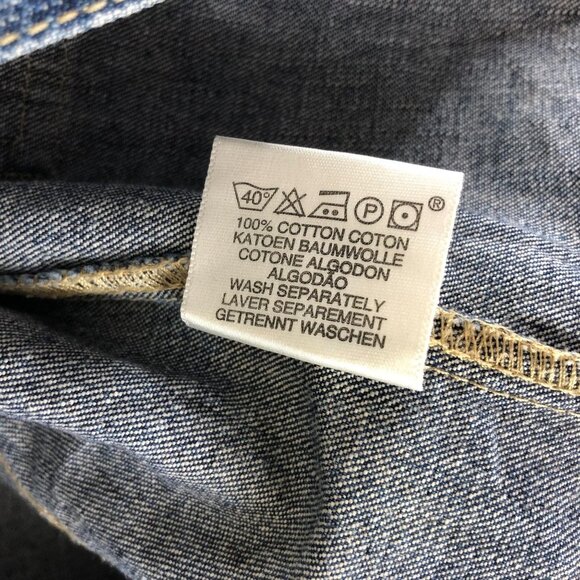 40° P ®
100% COTTON COTON
KATOEN BAUMWOLLE
COTONE ALGODON
ALGODÃO
WASH SEPARATELY
LAVER SEPAREMENT
GETRENNT WASCHEN